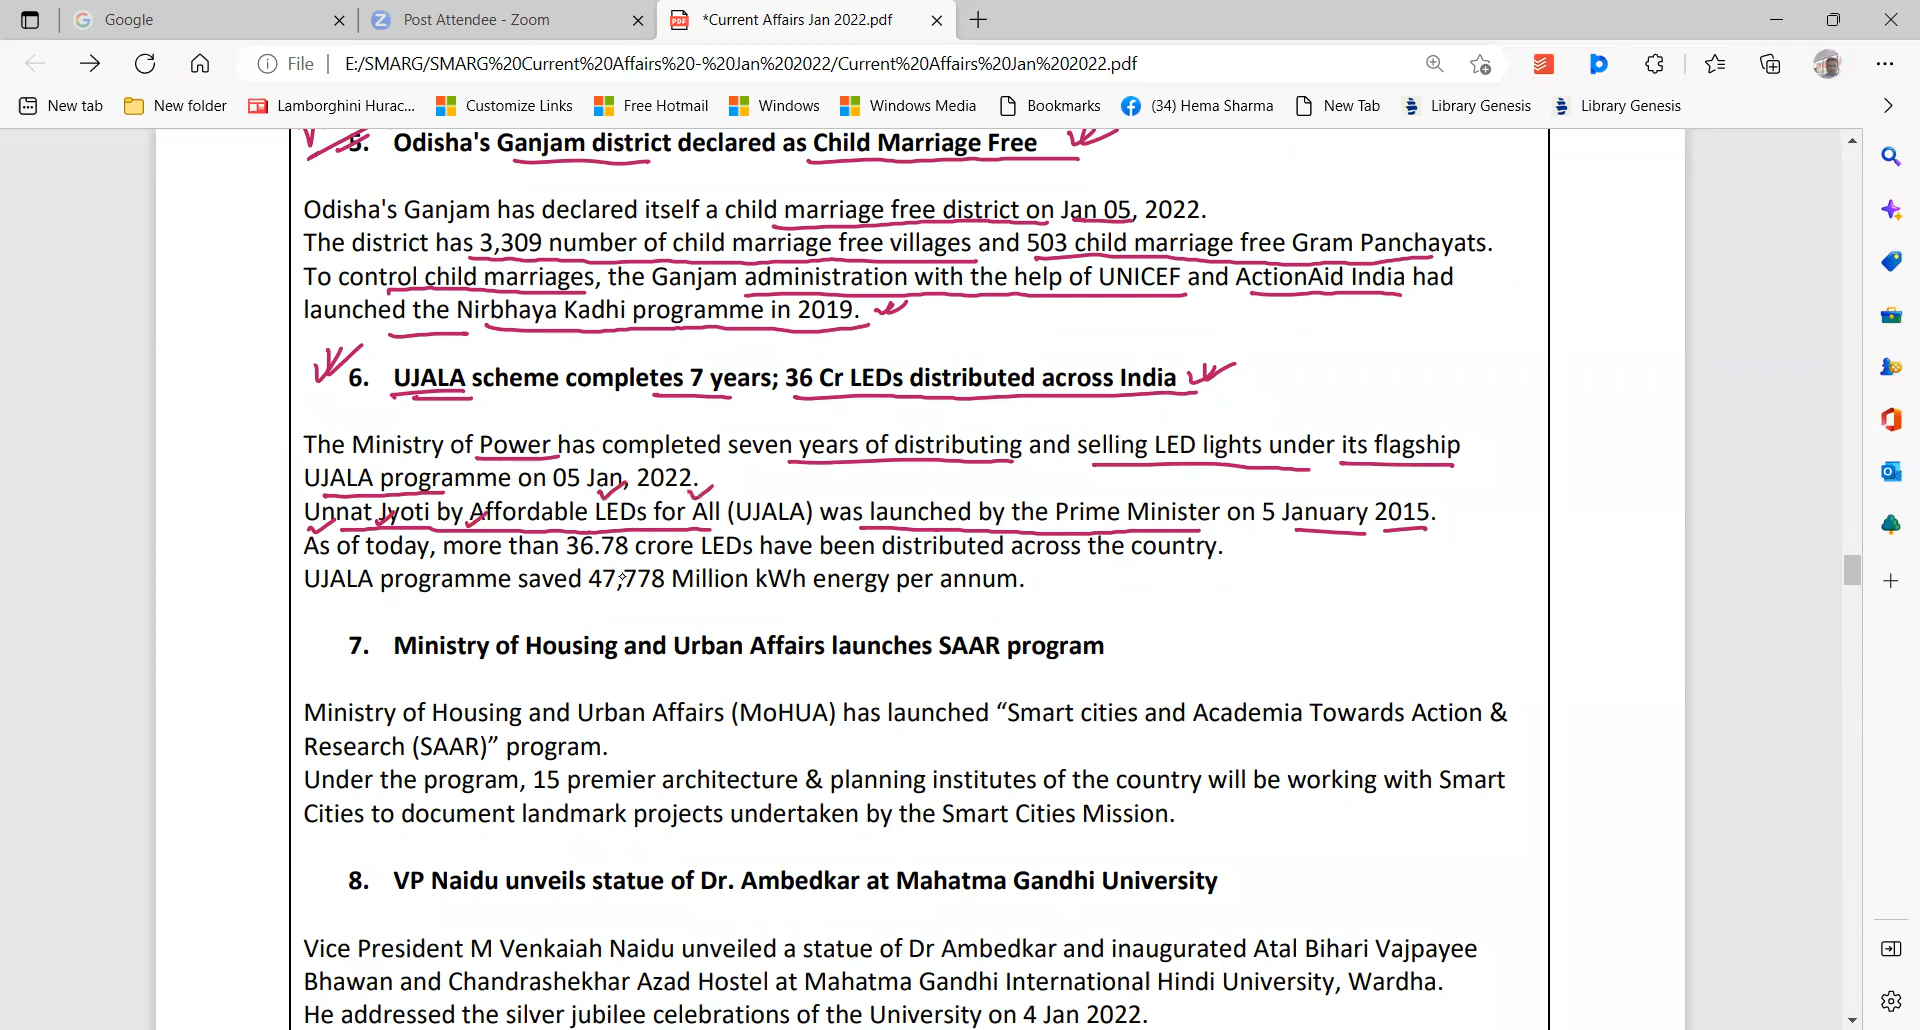 Google
Post Attendee - Zoom
*Current Affairs Jan 2022.pdf
File
E:/SMARG/SMARG%20Current%20Affairs%20-%20Jan%202022/Current%20Affairs%20Jan%202022.pdf
New tab
New folder
Lamborghini Hurac...
Customize Links
Free Hotmail
Windows
Windows Media
Bookmarks
(34) Hema Sharma
New Tab
Library Genesis
Library Genesis
5. Odisha's Ganjam district declared as Child Marriage Free
Odisha's Ganjam has declared itself a child marriage free district on Jan 05, 2022.
The district has 3,309 number of child marriage free villages and 503 child marriage free Gram Panchayats.
To control child marriages, the Ganjam administration with the help of UNICEF and ActionAid India had
launched the Nirbhaya Kadhi programme in 2019.
6. UJALA scheme completes 7 years; 36 Cr LEDs distributed across India
The Ministry of Power has completed seven years of distributing and selling LED lights under its flagship
UJALA programme on 05 Jan, 2022.
Unnat Jyoti by Affordable LEDs for All (UJALA) was launched by the Prime Minister on 5 January 2015.
As of today, more than 36.78 crore LEDs have been distributed across the country.
UJALA programme saved 47,778 Million kWh energy per annum.
7. Ministry of Housing and Urban Affairs launches SAAR program
Ministry of Housing and Urban Affairs (MoHUA) has launched “Smart cities and Academia Towards Action &
Research (SAAR)” program.
Under the program, 15 premier architecture & planning institutes of the country will be working with Smart
Cities to document landmark projects undertaken by the Smart Cities Mission.
8. VP Naidu unveils statue of Dr. Ambedkar at Mahatma Gandhi University
Vice President M Venkaiah Naidu unveiled a statue of Dr Ambedkar and inaugurated Atal Bihari Vajpayee
Bhawan and Chandrashekhar Azad Hostel at Mahatma Gandhi International Hindi University, Wardha.
He addressed the silver jubilee celebrations of the University on 4 Jan 2022.